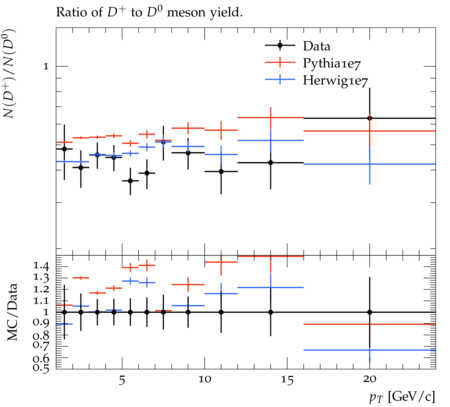 Ratio of D⁺ to D⁰ meson yield.
N(D⁺)/N(D⁰)
1
Data
Pythia1e7
Herwig1e7
MC/Data
1.4
1.3
1.2
1.1
1
0.9
0.8
0.7
0.6
0.5
5 10 15 20
p_T [GeV/c]